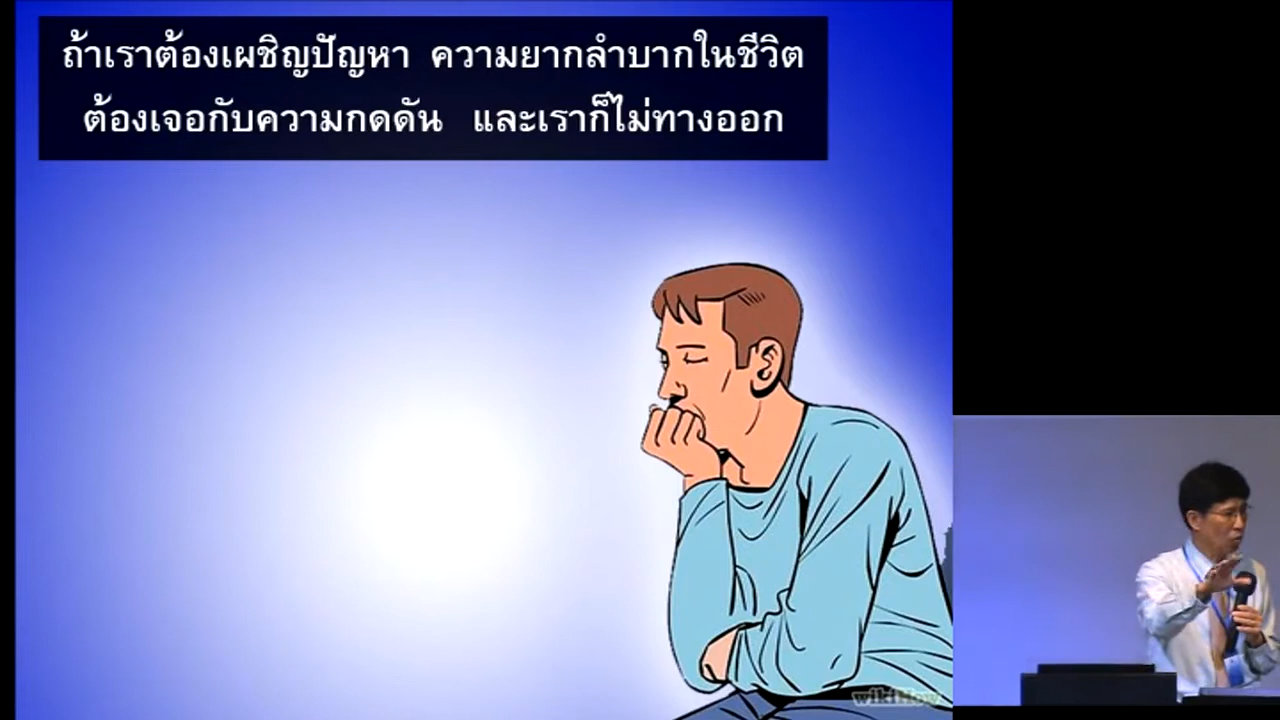 ถ้าเราต้องเผชิญปัญหา ความยากลำบากในชีวิต
ต้องเจอกับความกดดัน และเราก็ไม่ทางออก
wikiHow